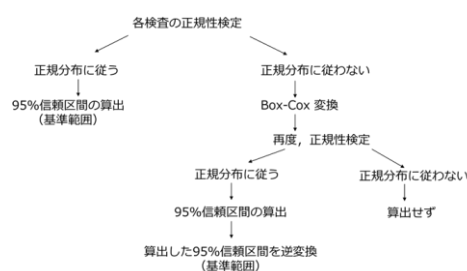 各検査の正規性検定
正規分布に従う
正規分布に従わない
95%信頼区間の算出
（基準範囲）
Box-Cox 変換
再度，正規性検定
正規分布に従う
正規分布に従わない
95%信頼区間の算出
算出せず
算出した95%信頼区間を逆変換
（基準範囲）